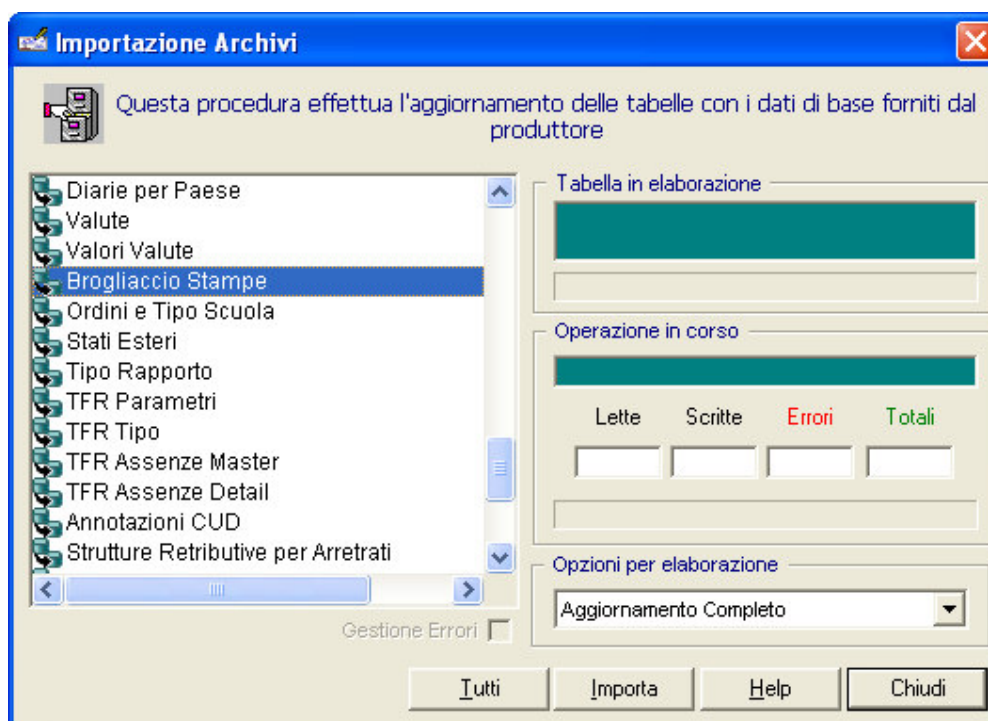 Importazione Archivi
Questa procedura effettua l'aggiornamento delle tabelle con i dati di base forniti dal
produttore
Diarie per Paese
Valute
Valori Valute
Brogliaccio Stampe
Ordini e Tipo Scuola
Stati Esteri
Tipo Rapporto
TFR Parametri
TFR Tipo
TFR Assenze Master
TFR Assenze Detail
Annotazioni CUD
Strutture Retributive per Arretrati
Gestione Errori
Tabella in elaborazione
Operazione in corso
Lette Scritte Errori Totali
Opzioni per elaborazione
Aggiornamento Completo
Tutti Importa Help Chiudi